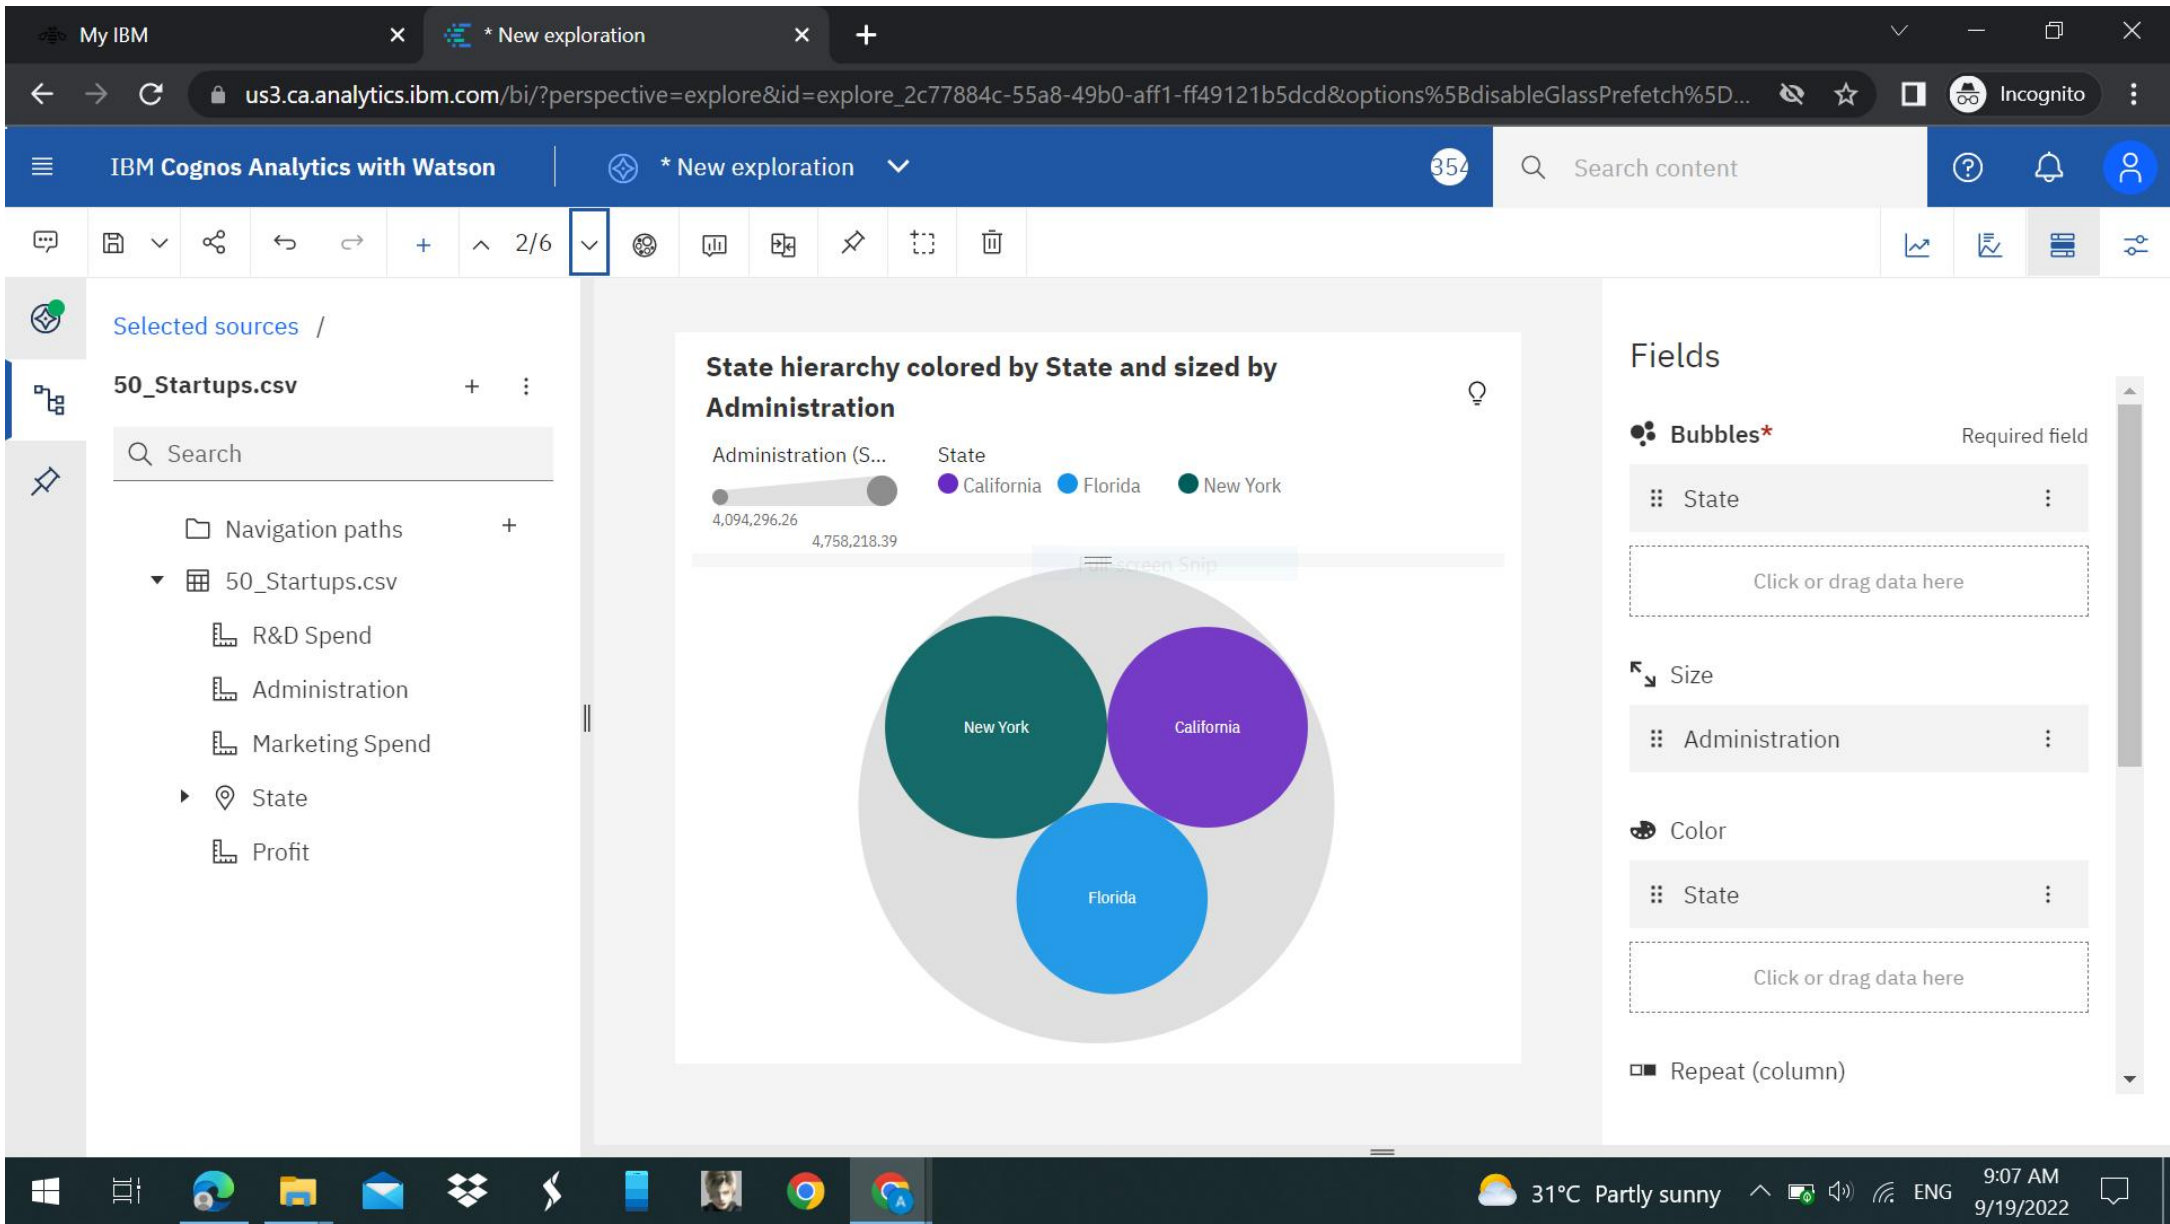 My IBM
* New exploration
us3.ca.analytics.ibm.com/bi/?perspective=explore&id=explore_2c77884c-55a8-49b0-aff1-ff49121b5dcd&options%5BdisableGlassPrefetch%5D...
Incognito
IBM Cognos Analytics with Watson
* New exploration
354
Search content
2/6
Selected sources /
50_Startups.csv
Search
Navigation paths
50_Startups.csv
R&D Spend
Administration
Marketing Spend
State
Profit
State hierarchy colored by State and sized by
Administration
Administration (S...
State
California
Florida
New York
4,094,296.26
4,758,218.39
Full-screen Snip
New York
California
Florida
Fields
Bubbles*
Required field
State
Click or drag data here
Size
Administration
Color
State
Click or drag data here
Repeat (column)
31°C Partly sunny
ENG
9:07 AM
9/19/2022